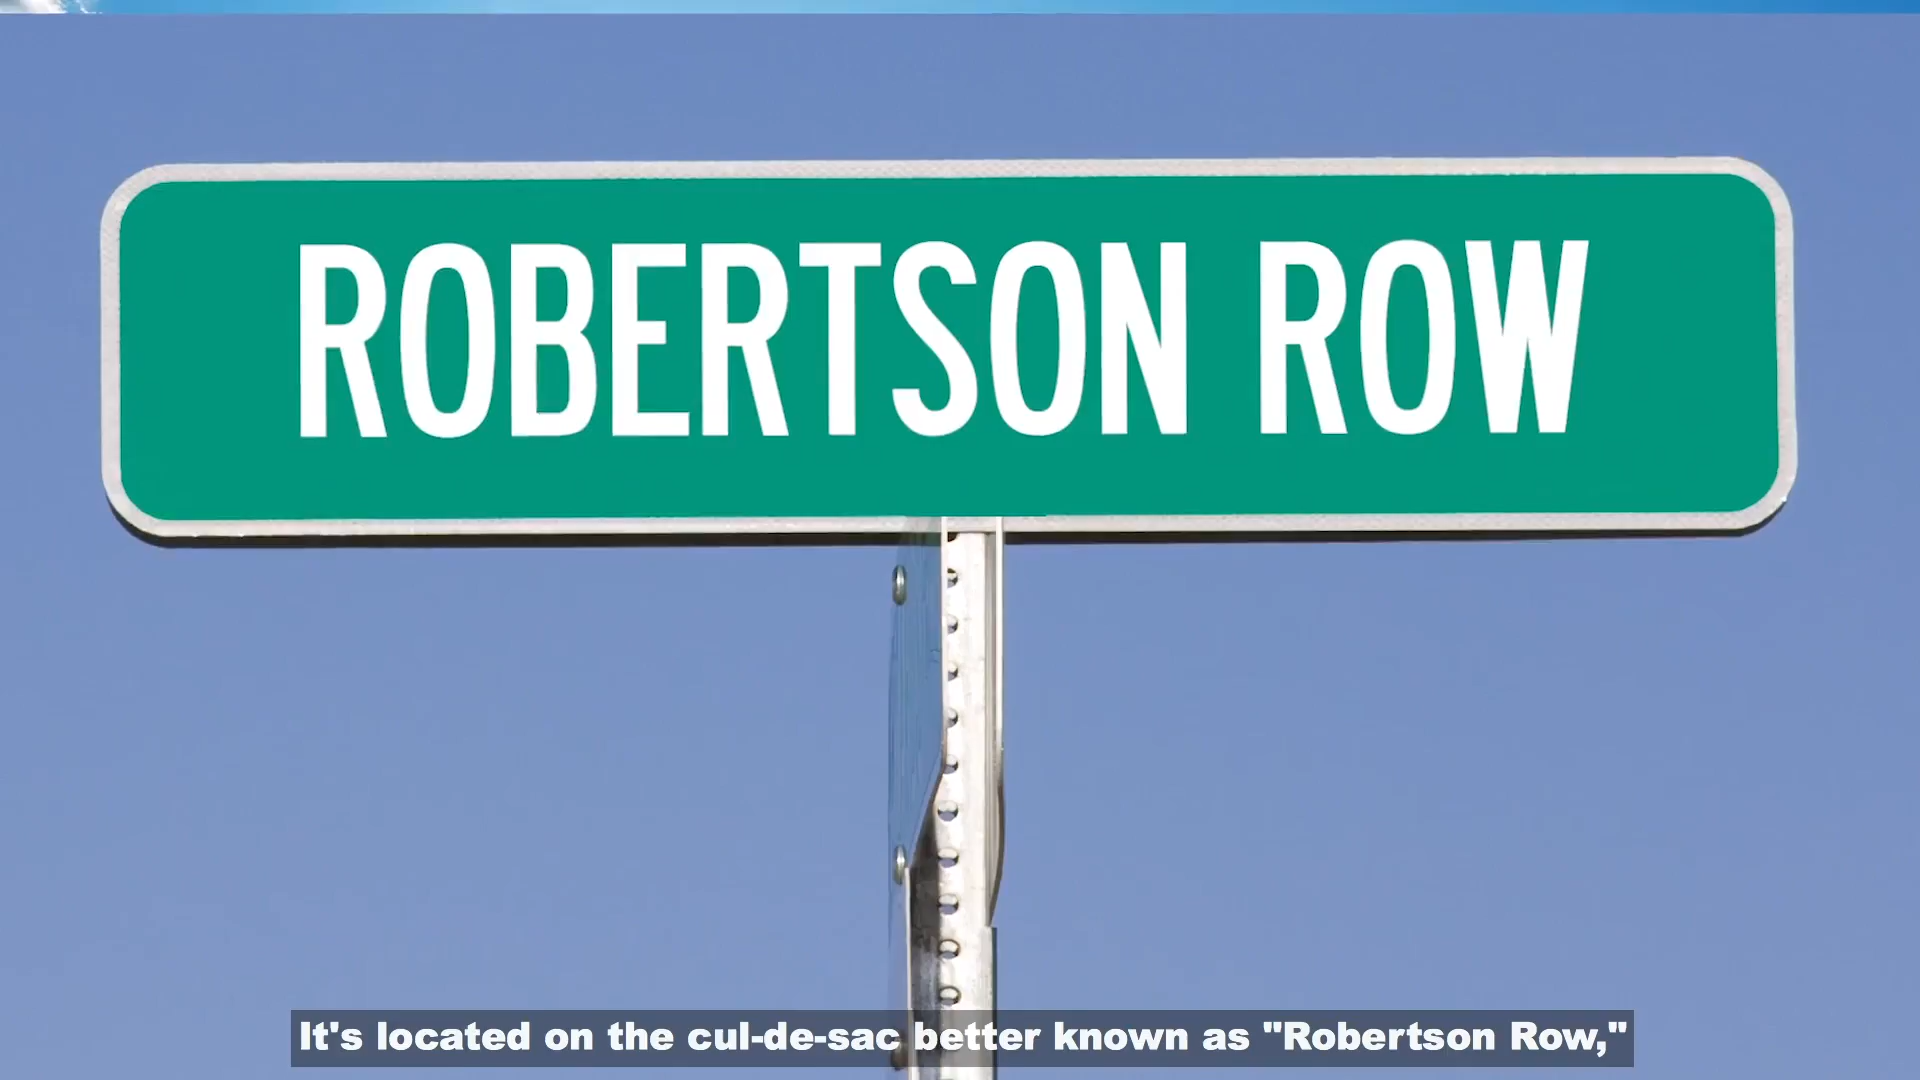 ROBERTSON ROW
It's located on the cul-de-sac better known as "Robertson Row,"